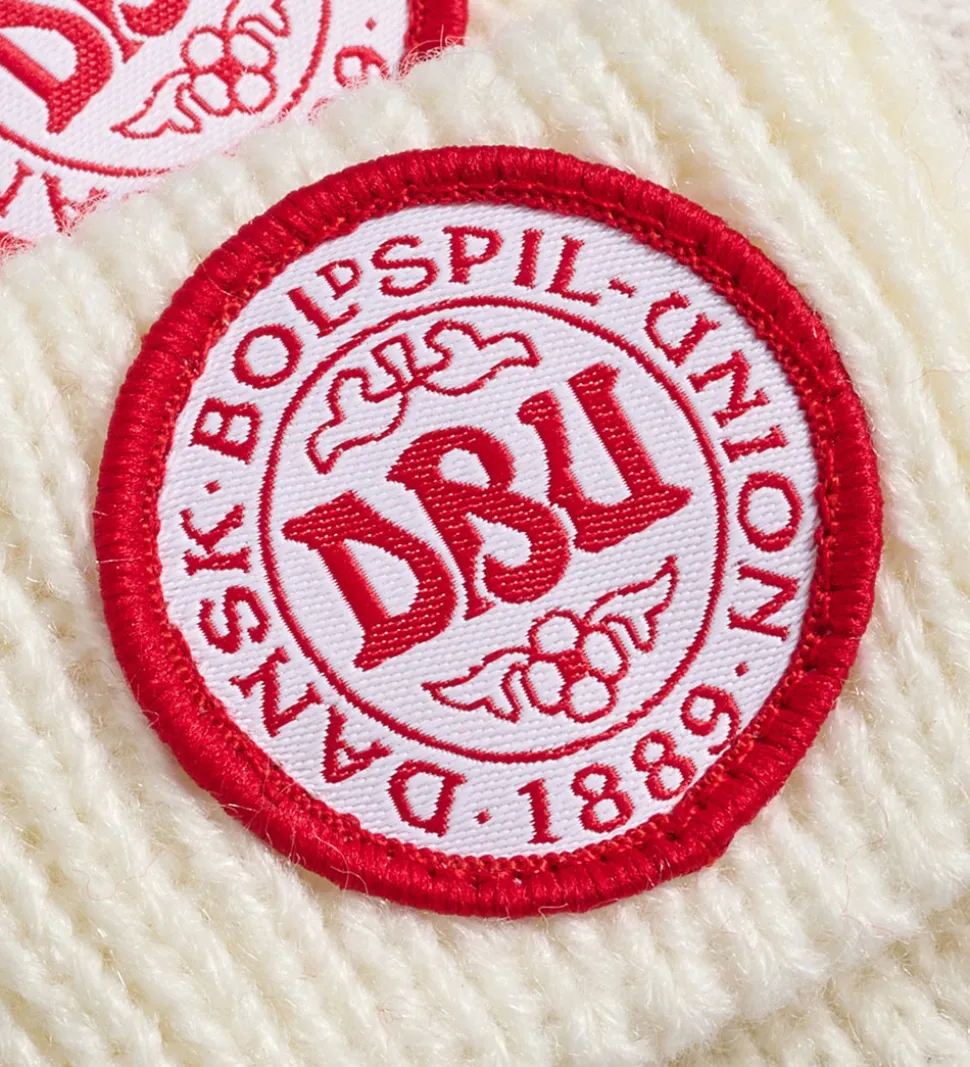 DANSK · BOLDSPIL-UNION · 1889 ·
DBU